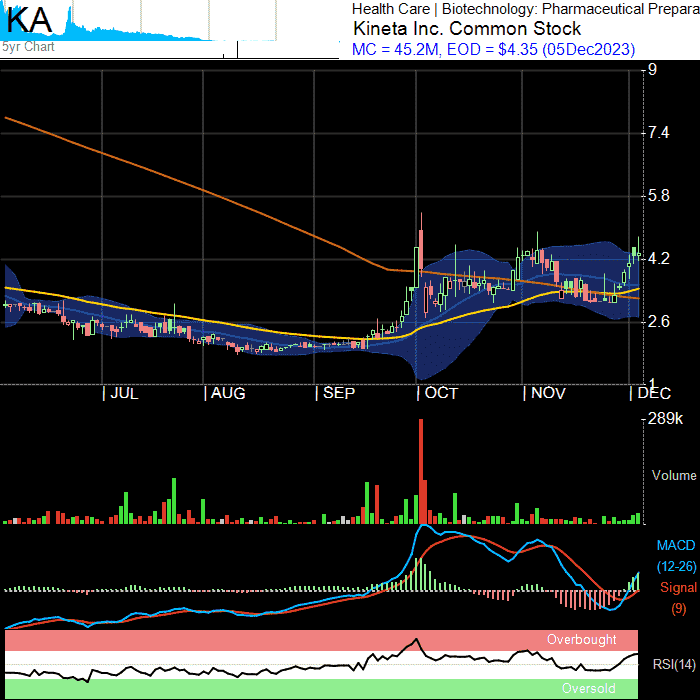 KA
5yr Chart
Health Care | Biotechnology: Pharmaceutical Prepara
Kineta Inc. Common Stock
MC = 45.2M, EOD = $4.35 (05Dec2023)
9
7.4
5.8
4.2
2.6
1
| JUL | AUG | SEP | OCT | NOV | DEC
289k
Volume
MACD
(12-26)
Signal
(9)
Overbought
RSI(14)
Oversold